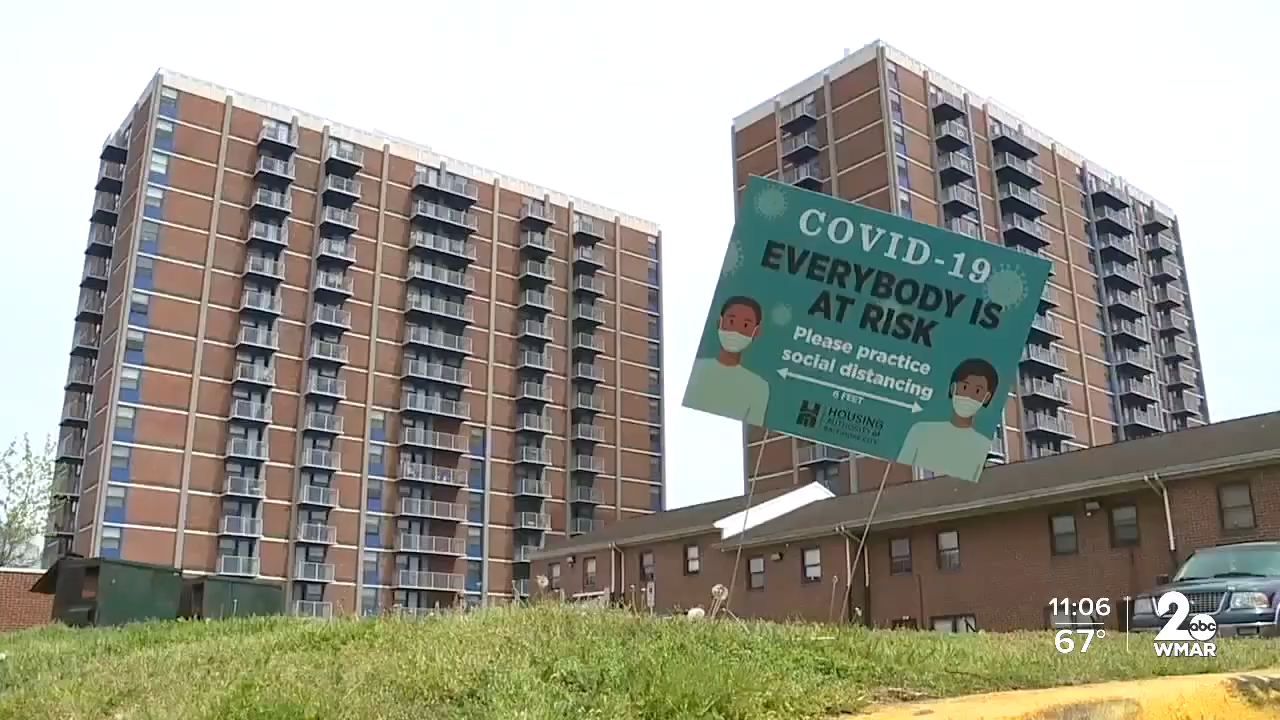 COVID-19
EVERYBODY IS
AT RISK
Please practice
social distancing
6 FEET
HOUSING
AUTHORITY OF
BALTIMORE CITY
11:06
67°
2
abc
WMAR